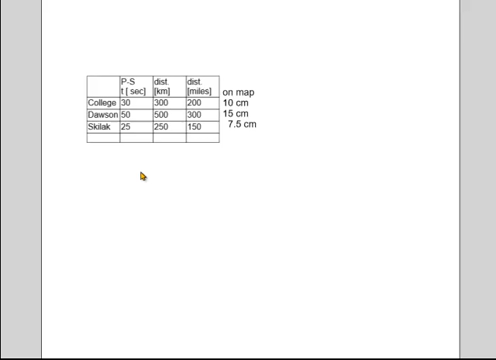 P-S dist. dist.
t [ sec] [km] [miles] on map
College 30 300 200 10 cm
Dawson 50 500 300 15 cm
Skilak 25 250 150 7.5 cm